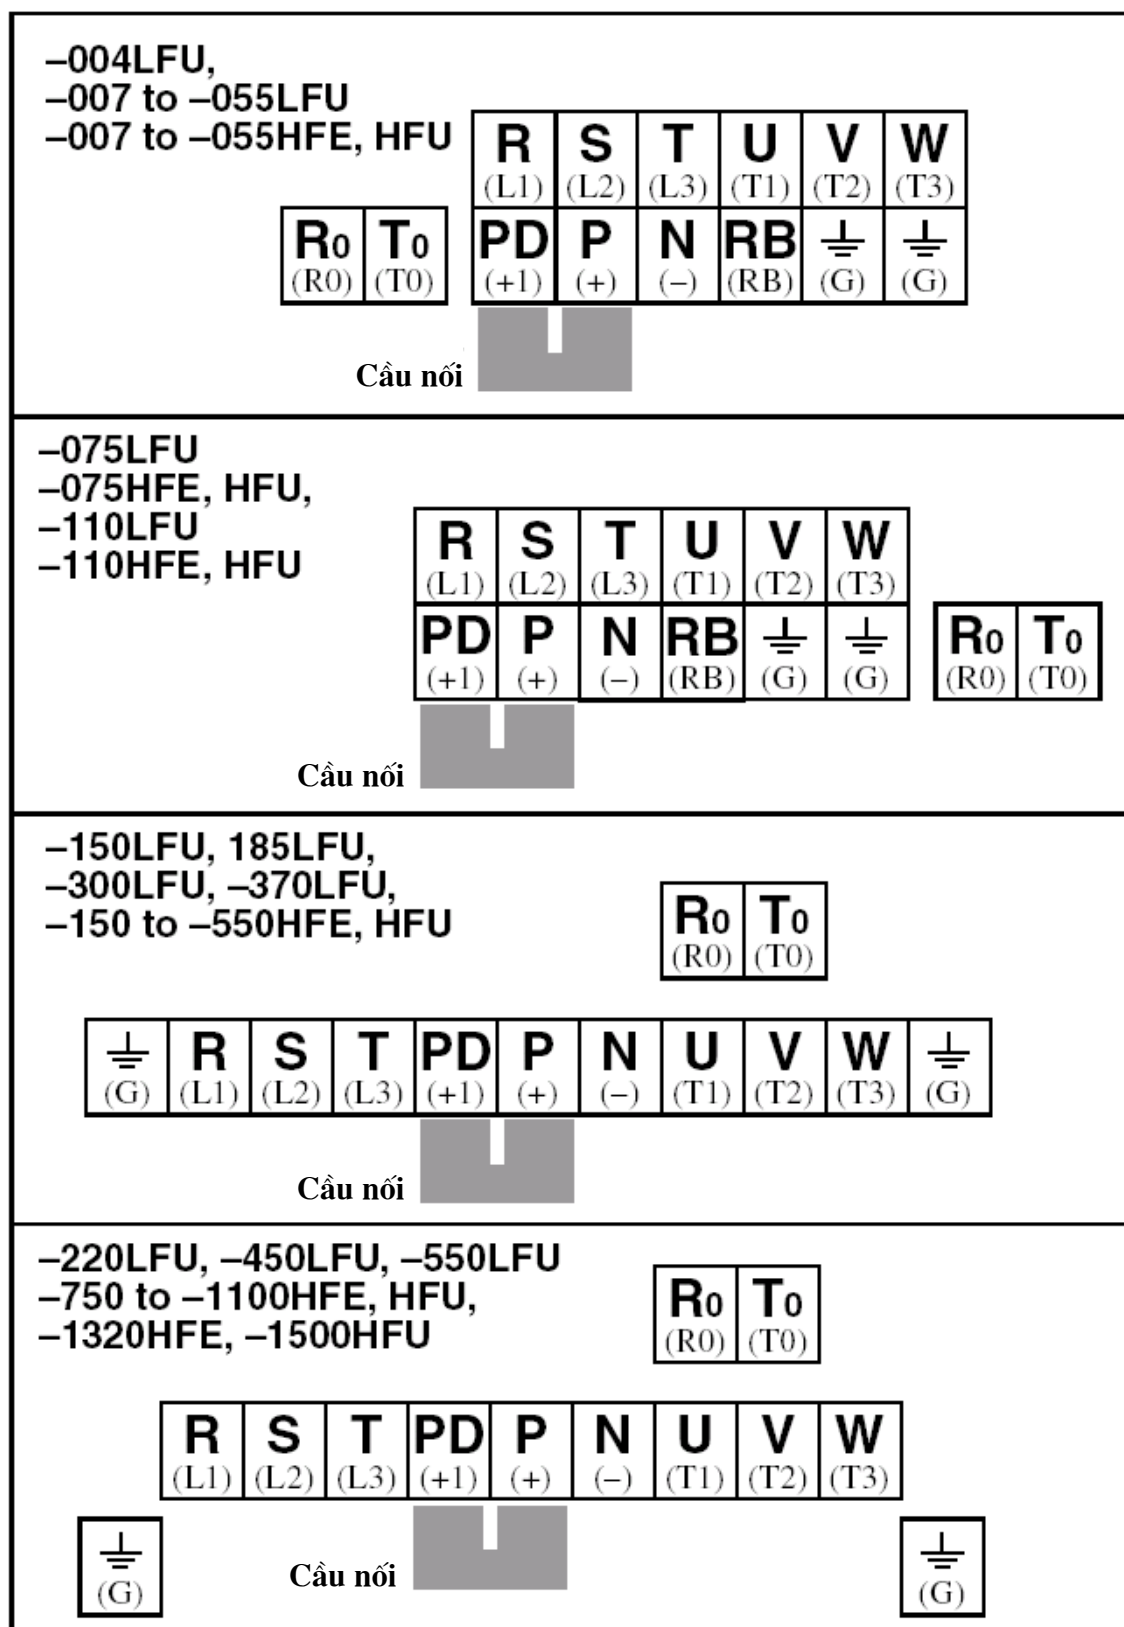 –004LFU,
–007 to –055LFU
–007 to –055HFE, HFU
R S T U V W
(L1) (L2) (L3) (T1) (T2) (T3)
R0 T0 PD P N RB
(R0) (T0) (+1) (+) (–) (RB) (G) (G)
Cầu nối
–075LFU
–075HFE, HFU,
–110LFU
–110HFE, HFU
R S T U V W
(L1) (L2) (L3) (T1) (T2) (T3)
PD P N RB R0 T0
(+1) (+) (–) (RB) (G) (G) (R0) (T0)
Cầu nối
–150LFU, 185LFU,
–300LFU, –370LFU,
–150 to –550HFE, HFU
R0 T0
(R0) (T0)
R S T PD P N U V W
(G) (L1) (L2) (L3) (+1) (+) (–) (T1) (T2) (T3) (G)
Cầu nối
–220LFU, –450LFU, –550LFU
–750 to –1100HFE, HFU,
–1320HFE, –1500HFU
R0 T0
(R0) (T0)
R S T PD P N U V W
(L1) (L2) (L3) (+1) (+) (–) (T1) (T2) (T3)
Cầu nối
(G) (G)